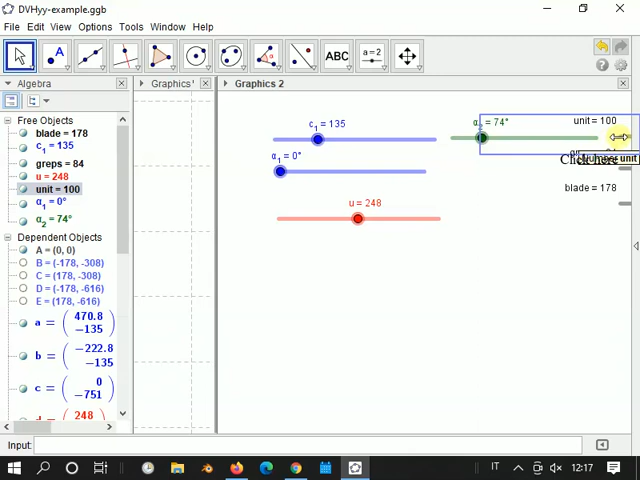 DVHyy-example.ggb
File Edit View Options Tools Window Help
ABC a=2
Algebra
Graphics
Graphics 2
Free Objects
blade = 178
c₁ = 135
greps = 84
u = 248
unit = 100
α₁ = 0°
α₂ = 74°
Dependent Objects
A = (0, 0)
B = (-178, -308)
C = (178, -308)
D = (-178, -616)
E = (178, -616)
a = ( 470.8
−135 )
b = ( −222.8
−135 )
c = ( 0
−751 )
d = ( 248
c₁ = 135
α₁ = 0°
u = 248
α₂ = 74°
unit = 100
Click here
Number unit
blade = 178
Input:
IT 12:17